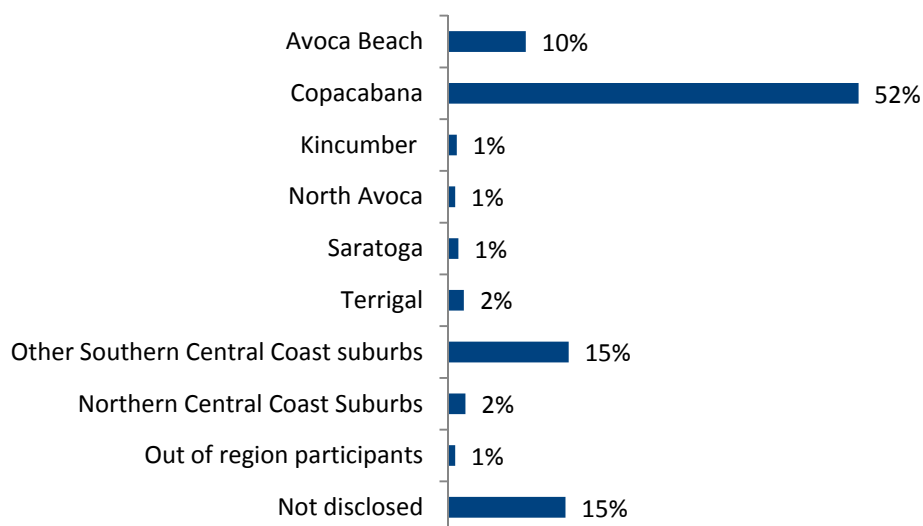 Avoca Beach 10%
Copacabana 52%
Kincumber 1%
North Avoca 1%
Saratoga 1%
Terrigal 2%
Other Southern Central Coast suburbs 15%
Northern Central Coast Suburbs 2%
Out of region participants 1%
Not disclosed 15%